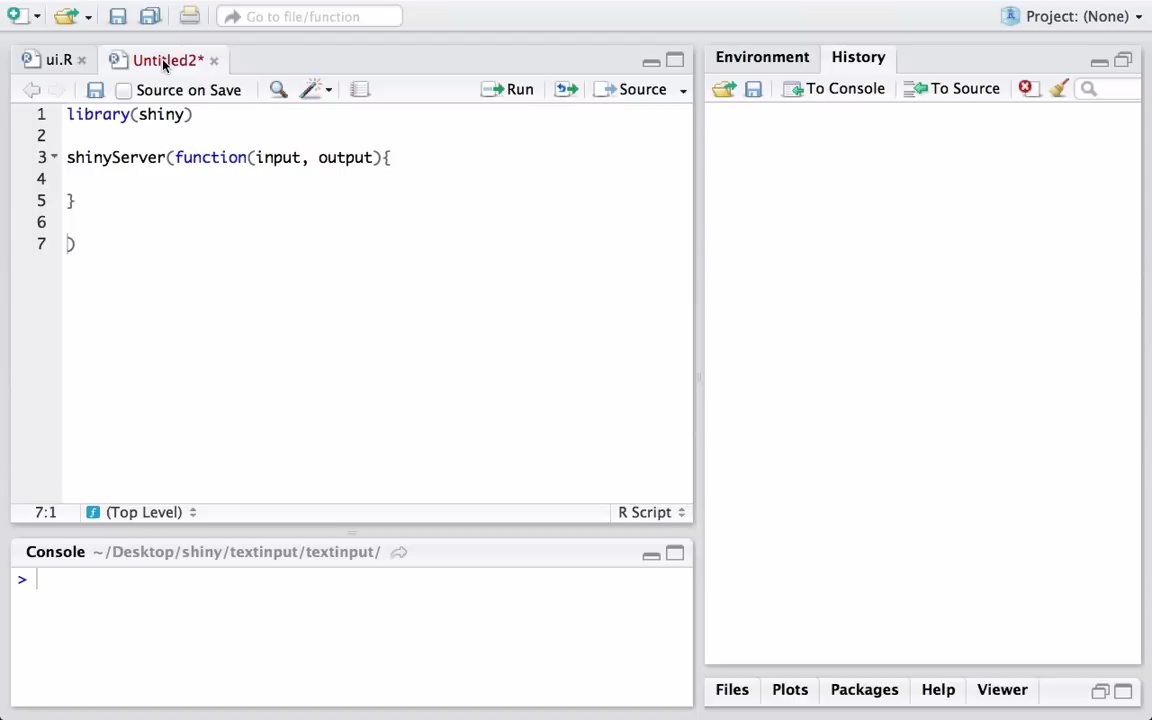 Go to file/function
Project: (None)
ui.R
Untitled2*
Source on Save
Run
Source
1 library(shiny)
2
3 shinyServer(function(input, output){
4
5 }
6
7 )
7:1
(Top Level)
R Script
Console ~/Desktop/shiny/textinput/textinput/
>
Environment
History
To Console
To Source
Files
Plots
Packages
Help
Viewer